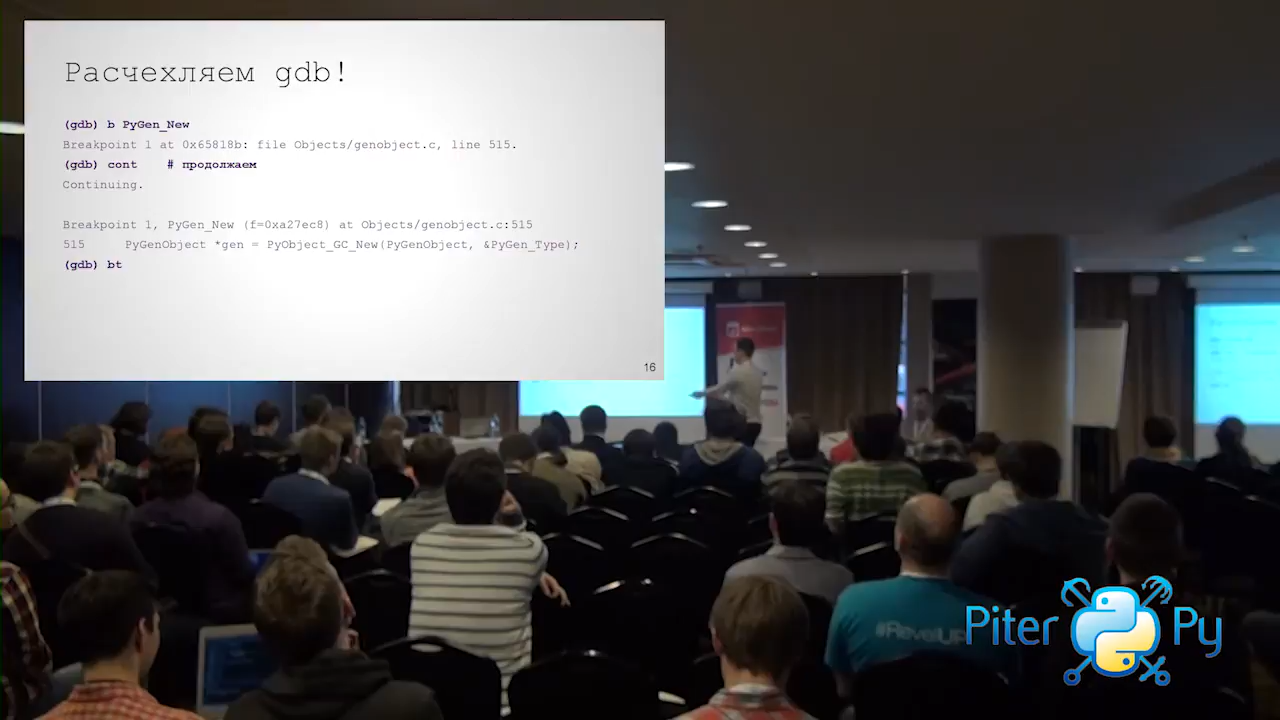 Расчехляем gdb!
(gdb) b PyGen_New
Breakpoint 1 at 0x65818b: file Objects/genobject.c, line 515.
(gdb) cont # продолжаем
Continuing.
Breakpoint 1, PyGen_New (f=0xa27ec8) at Objects/genobject.c:515
515 PyGenObject *gen = PyObject_GC_New(PyGenObject, &PyGen_Type);
(gdb) bt
16
#RevelUP
Piter Py